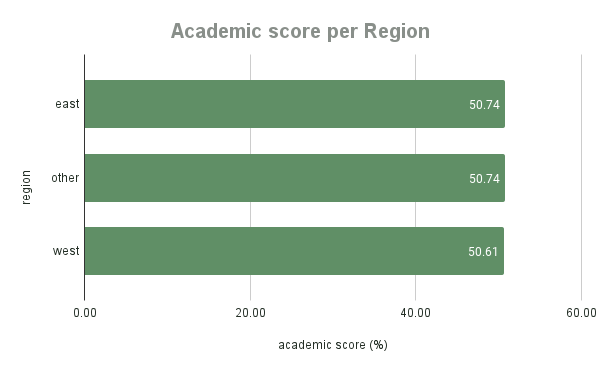 Academic score per Region
region
east
50.74
other
50.74
west
50.61
0.00 20.00 40.00 60.00
academic score (%)